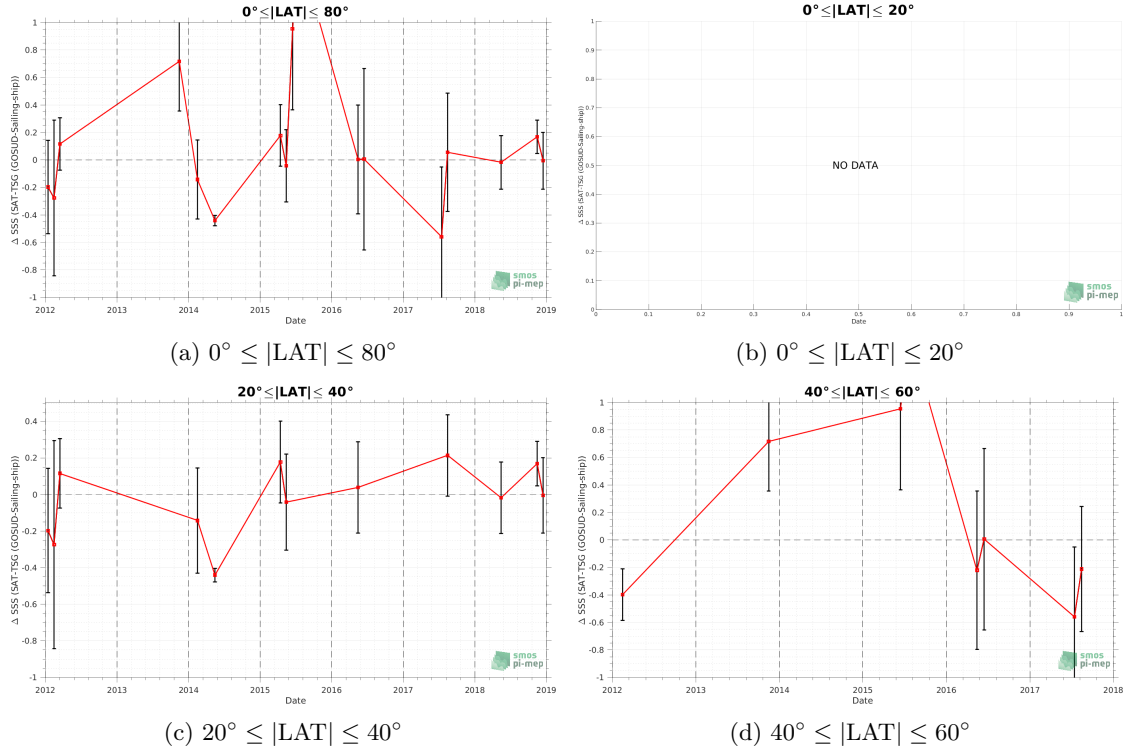 0°≤|LAT|≤ 80°
Δ SSS (SAT-TSG (GOSUD-Sailing-ship))
1
0.8
0.6
0.4
0.2
0
-0.2
-0.4
-0.6
-0.8
-1
2012 2013 2014 2015 2016 2017 2018 2019
Date
smos
pi-mep
(a) 0° ≤ |LAT| ≤ 80°
0°≤|LAT|≤ 20°
Δ SSS (SAT-TSG (GOSUD-Sailing-ship))
1
0.9
0.8
0.7
0.6
0.5
0.4
0.3
0.2
0.1
0
NO DATA
0 0.1 0.2 0.3 0.4 0.5 0.6 0.7 0.8 0.9 1
Date
smos
pi-mep
(b) 0° ≤ |LAT| ≤ 20°
20°≤|LAT|≤ 40°
Δ SSS (SAT-TSG (GOSUD-Sailing-ship))
0.4
0.2
0
-0.2
-0.4
-0.6
-0.8
-1
2012 2013 2014 2015 2016 2017 2018 2019
Date
smos
pi-mep
(c) 20° ≤ |LAT| ≤ 40°
40°≤|LAT|≤ 60°
Δ SSS (SAT-TSG (GOSUD-Sailing-ship))
1
0.8
0.6
0.4
0.2
0
-0.2
-0.4
-0.6
-0.8
-1
2012 2013 2014 2015 2016 2017 2018
Date
smos
pi-mep
(d) 40° ≤ |LAT| ≤ 60°